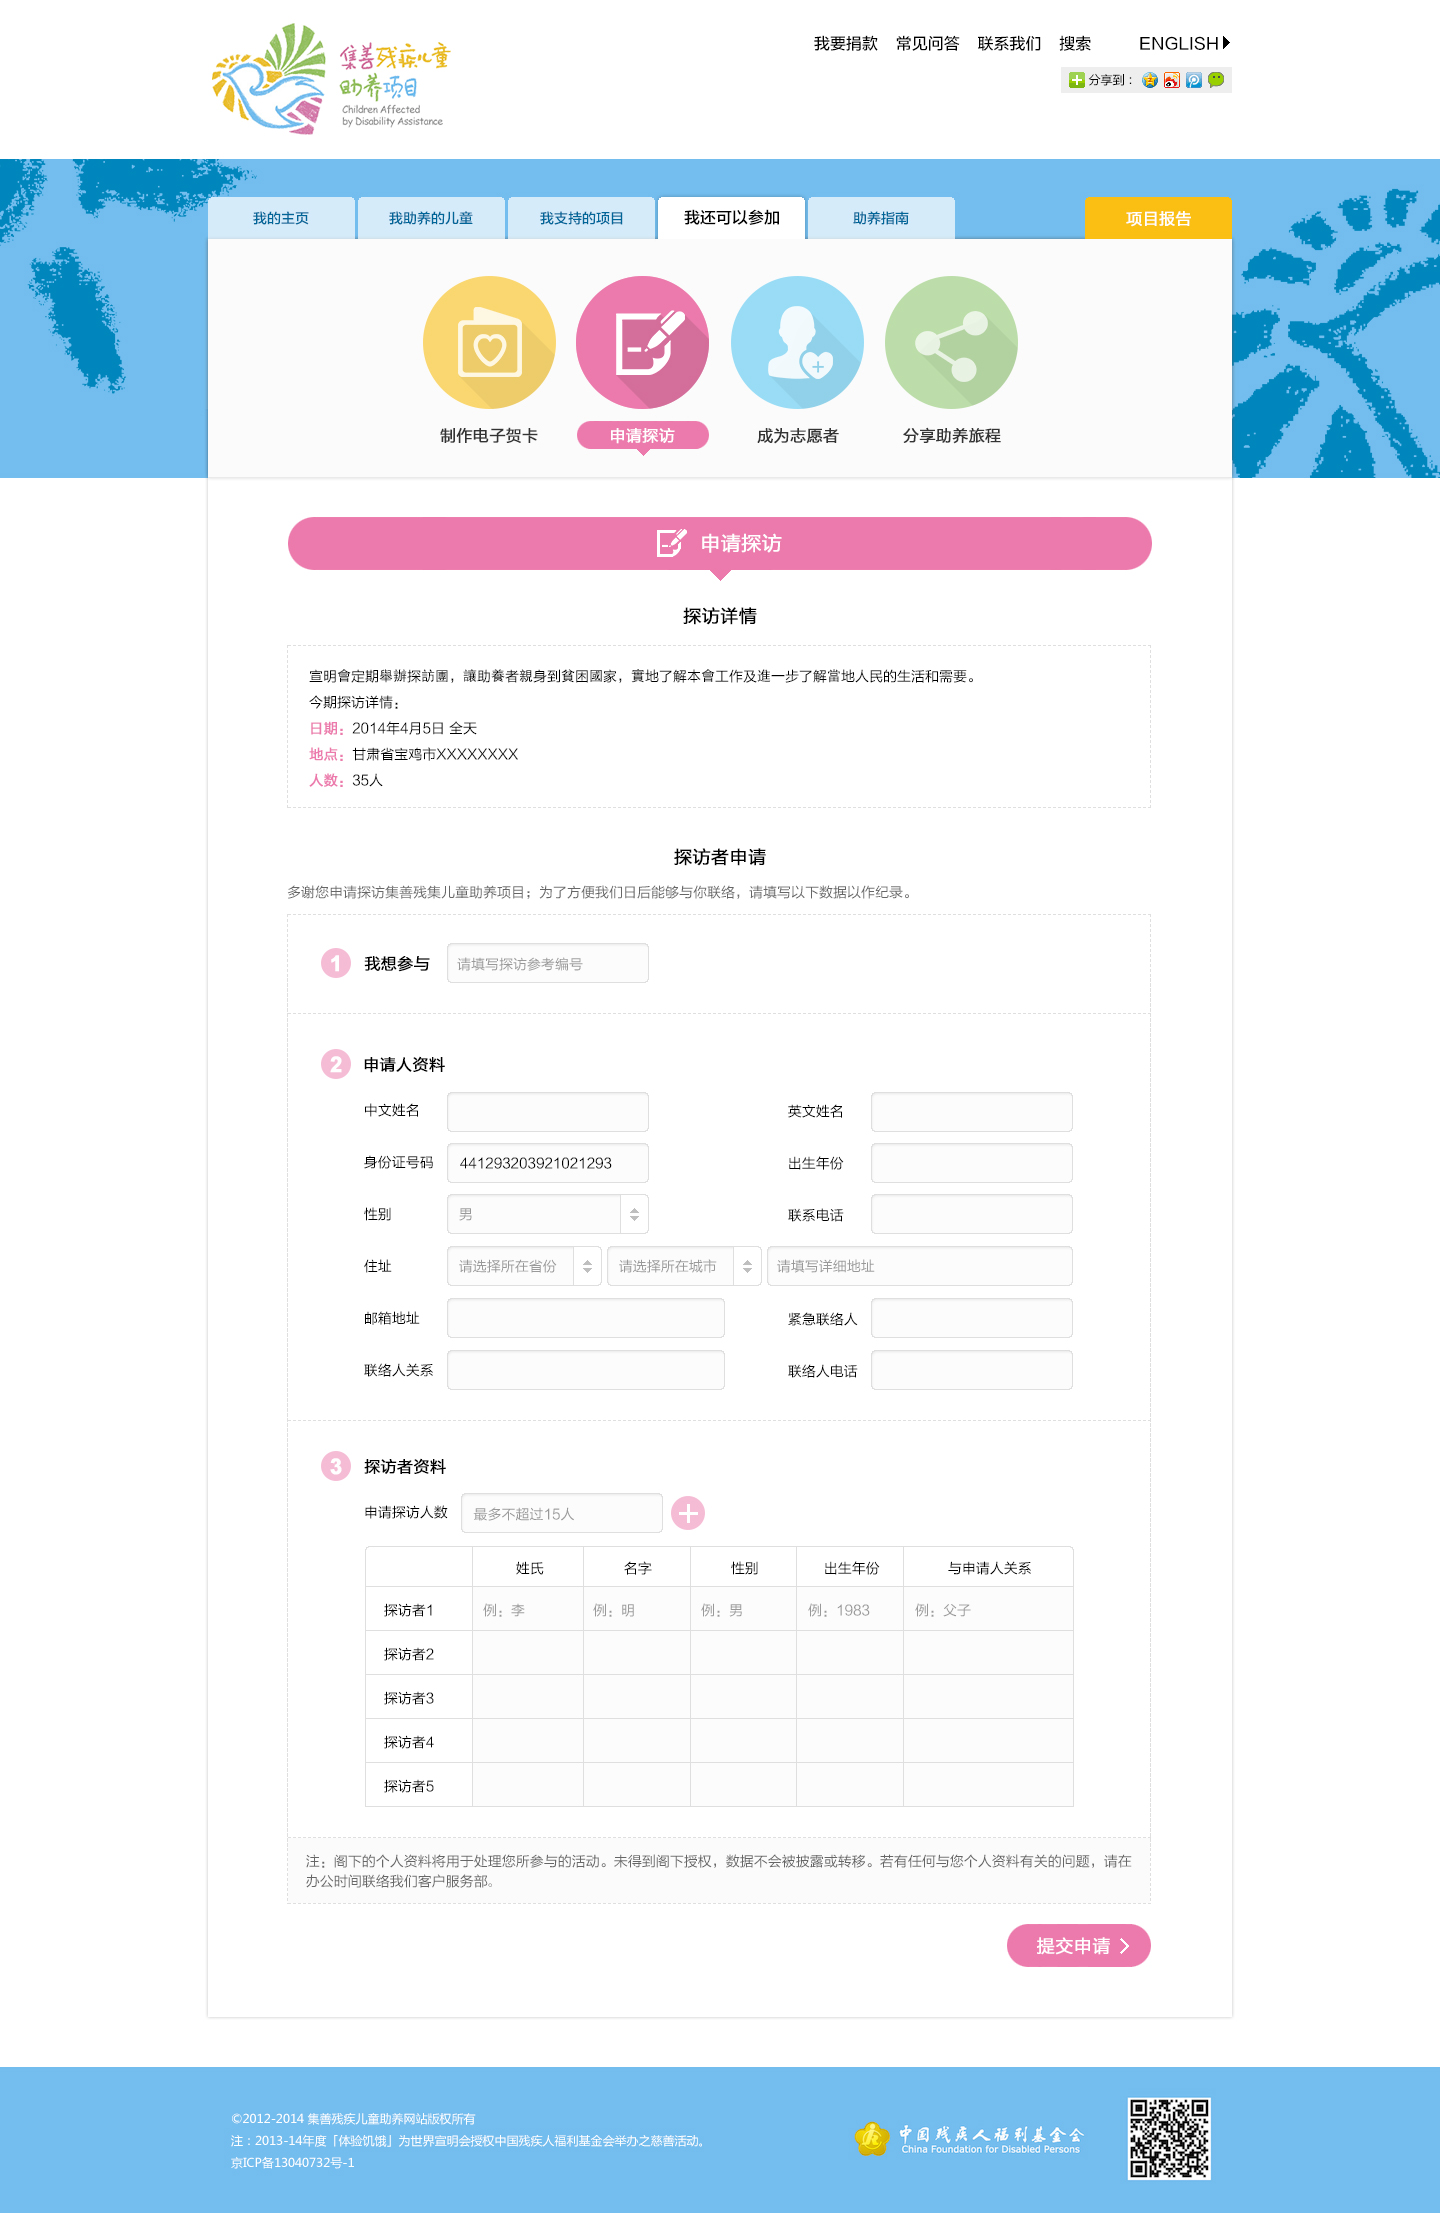 集善残疾儿童
助养项目
Children Affected
by Disability Assistance
我要捐款 常见问答 联系我们 搜索 ENGLISH
分享到：
我的主页 我助养的儿童 我支持的项目 我还可以参加 助养指南 项目报告
制作电子贺卡 申请探访 成为志愿者 分享助养旅程
申请探访
探访详情
宣明會定期舉辦探訪團，讓助養者親身到貧困國家，實地了解本會工作及進一步了解當地人民的生活和需要。
今期探访详情：
日期：2014年4月5日 全天
地点：甘肃省宝鸡市XXXXXXXX
人数：35人
探访者申请
多谢您申请探访集善残集儿童助养项目；为了方便我们日后能够与你联络，请填写以下数据以作纪录。
1 我想参与 请填写探访参考编号
2 申请人资料
中文姓名 英文姓名
身份证号码 441293203921021293 出生年份
性别 男 联系电话
住址 请选择所在省份 请选择所在城市 请填写详细地址
邮箱地址 紧急联络人
联络人关系 联络人电话
3 探访者资料
申请探访人数 最多不超过15人
姓氏 名字 性别 出生年份 与申请人关系
探访者1 例：李 例：明 例：男 例：1983 例：父子
探访者2
探访者3
探访者4
探访者5
注：阁下的个人资料将用于处理您所参与的活动。未得到阁下授权，数据不会被披露或转移。若有任何与您个人资料有关的问题，请在
办公时间联络我们客户服务部。
提交申请
©2012-2014 集善残疾儿童助养网站版权所有
注：2013-14年度「体验饥饿」为世界宣明会授权中国残疾人福利基金会举办之慈善活动。
京ICP备13040732号-1
中国残疾人福利基金会
China Foundation for Disabled Persons